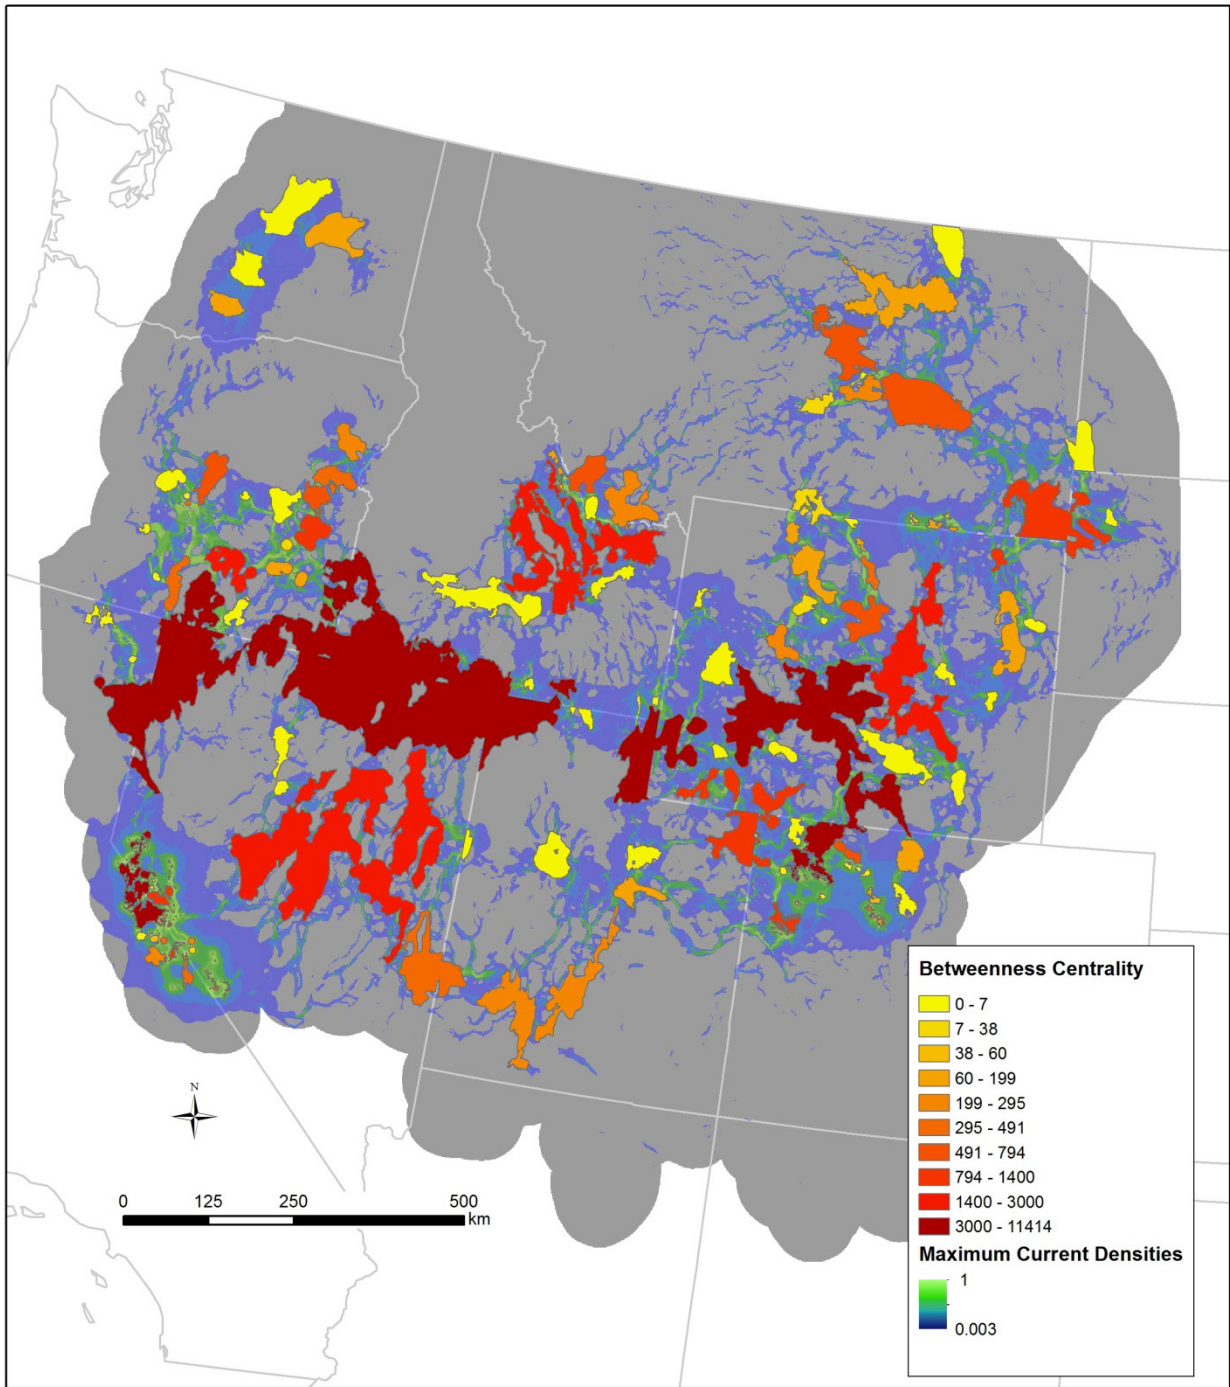 N
0 125 250 500
km
Betweenness Centrality
0 - 7
7 - 38
38 - 60
60 - 199
199 - 295
295 - 491
491 - 794
794 - 1400
1400 - 3000
3000 - 11414
Maximum Current Densities
1
0.003